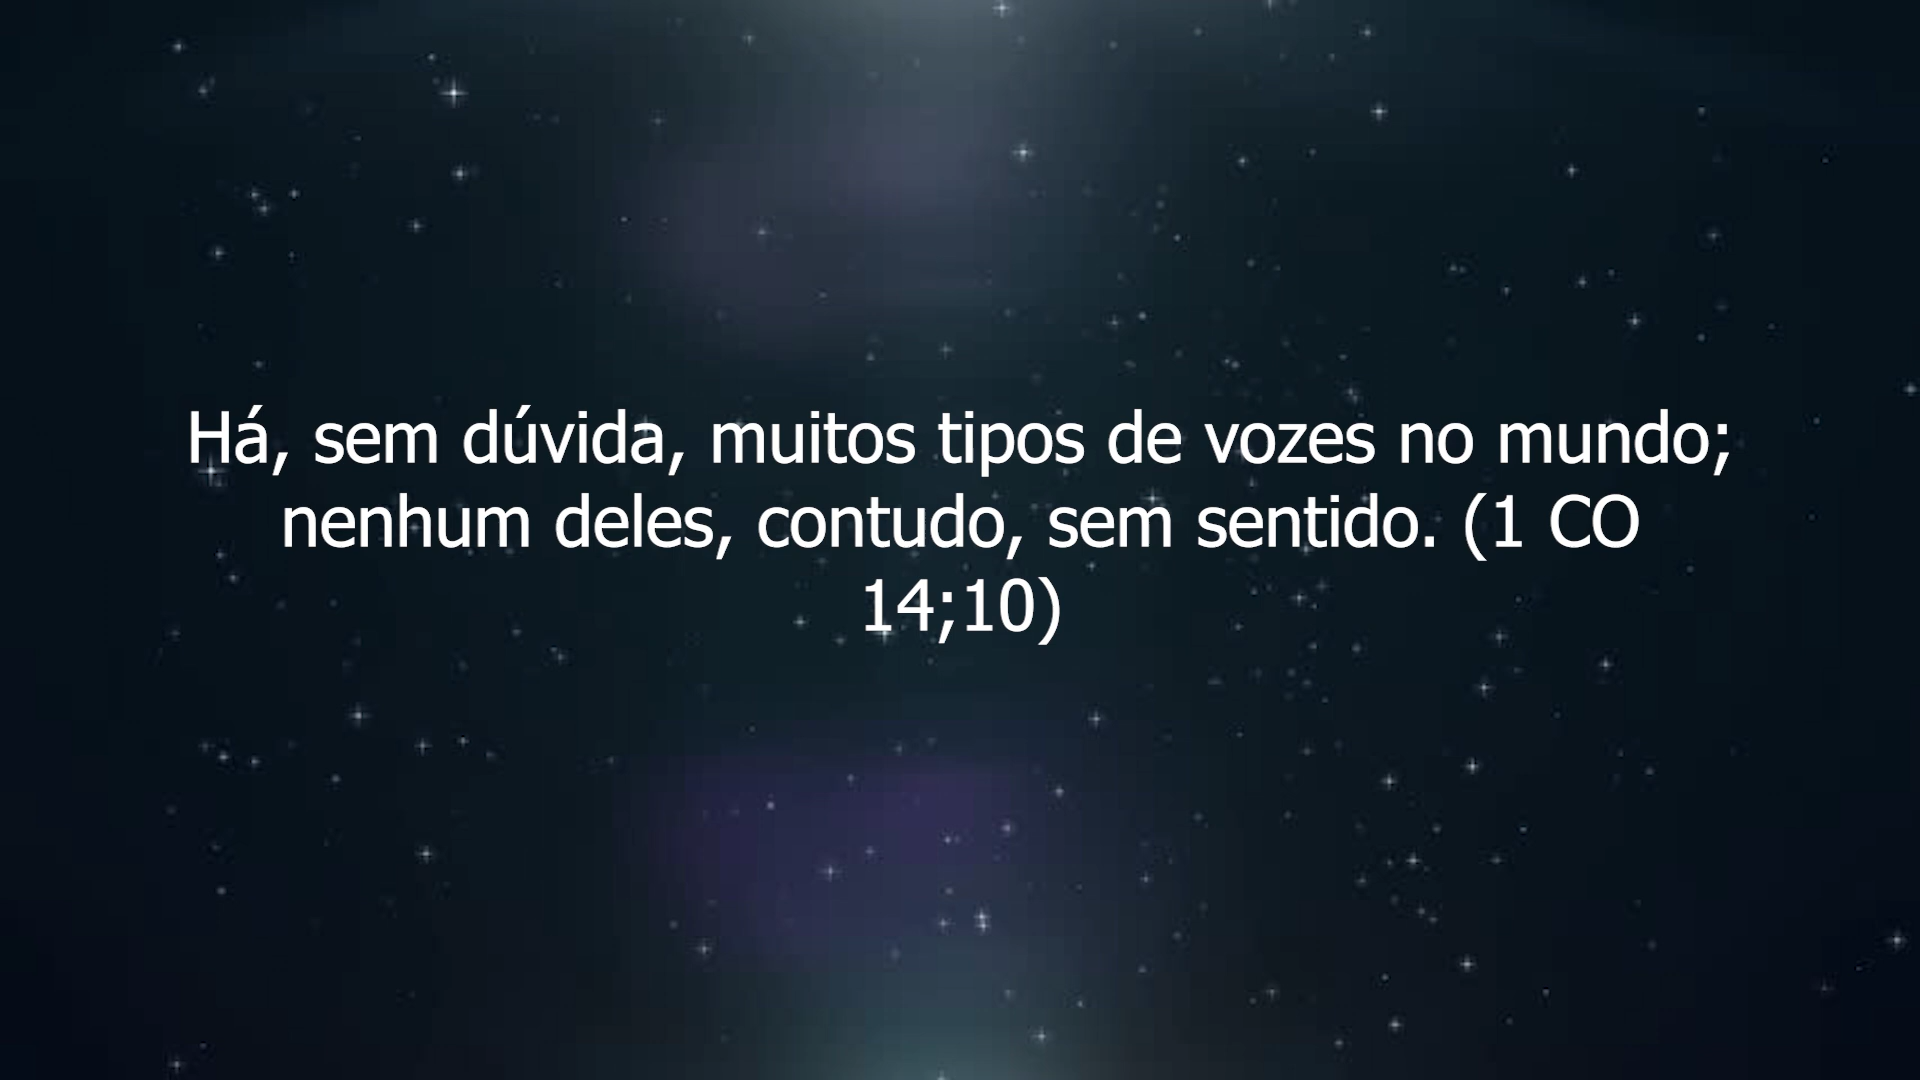 Há, sem dúvida, muitos tipos de vozes no mundo;
nenhum deles, contudo, sem sentido. (1 CO
14;10)